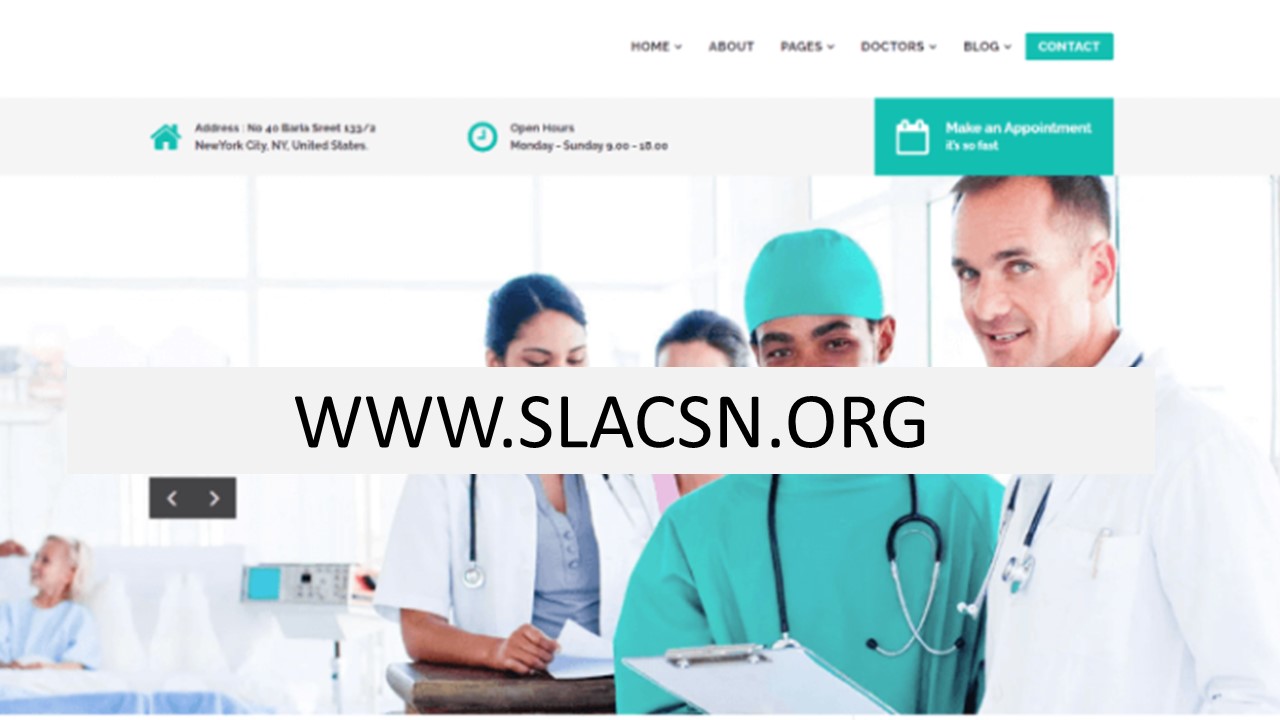 HOME ABOUT PAGES DOCTORS BLOG CONTACT
Address : No 40 Baria Sreet 133/2
NewYork City, NY, United States.
Open Hours
Monday - Sunday 9.00 - 18.00
Make an Appointment
it's so fast
WWW.SLACSN.ORG